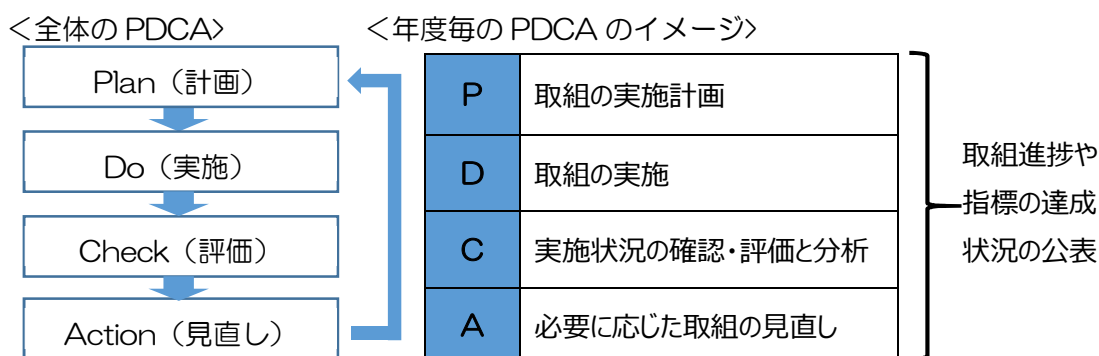 ＜全体の PDCA＞
Plan（計画）
Do（実施）
Check（評価）
Action（見直し）
＜年度毎の PDCA のイメージ＞
P 取組の実施計画
D 取組の実施
C 実施状況の確認・評価と分析
A 必要に応じた取組の見直し
取組進捗や
指標の達成
状況の公表